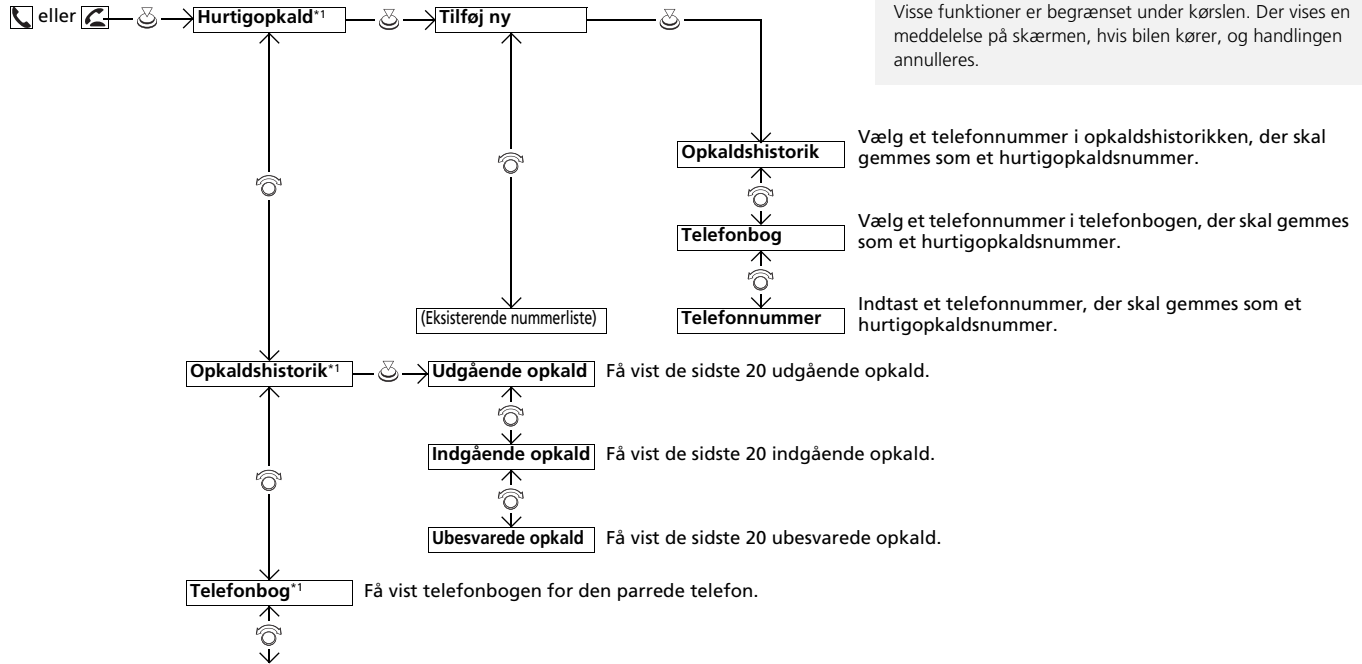 eller
Hurtigopkald*1
Tilføj ny
Visse funktioner er begrænset under kørslen. Der vises en
meddelelse på skærmen, hvis bilen kører, og handlingen
annulleres.
Opkaldshistorik
Vælg et telefonnummer i opkaldshistorikken, der skal
gemmes som et hurtigopkaldsnummer.
Telefonbog
Vælg et telefonnummer i telefonbogen, der skal gemmes
som et hurtigopkaldsnummer.
(Eksisterende nummerliste)
Telefonnummer
Indtast et telefonnummer, der skal gemmes som et
hurtigopkaldsnummer.
Opkaldshistorik*1
Udgående opkald
Få vist de sidste 20 udgående opkald.
Indgående opkald
Få vist de sidste 20 indgående opkald.
Ubesvarede opkald
Få vist de sidste 20 ubesvarede opkald.
Telefonbog*1
Få vist telefonbogen for den parrede telefon.